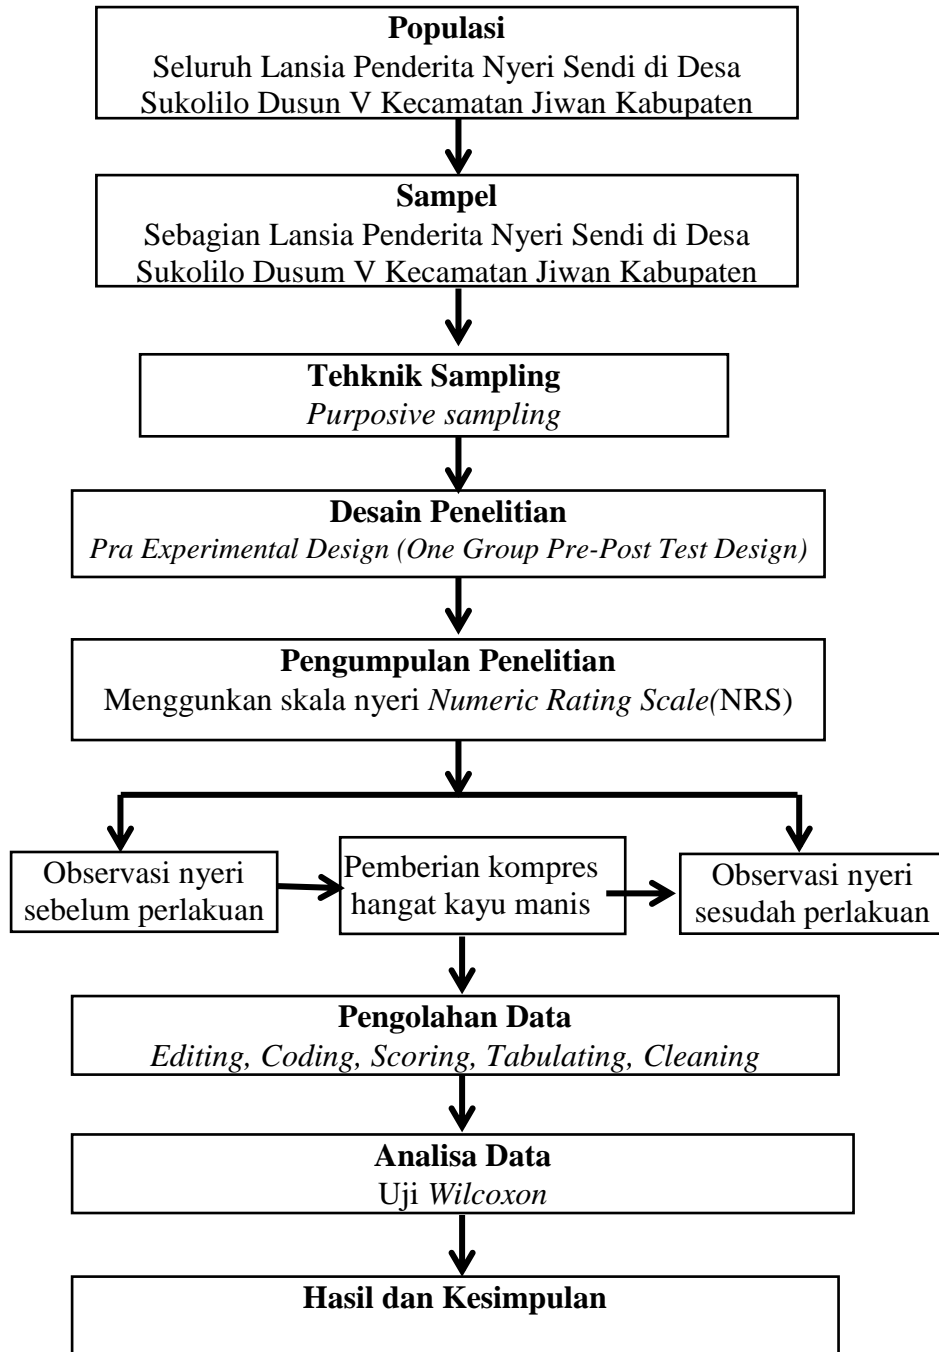 Populasi
Seluruh Lansia Penderita Nyeri Sendi di Desa
Sukolilo Dusun V Kecamatan Jiwan Kabupaten
Sampel
Sebagian Lansia Penderita Nyeri Sendi di Desa
Sukolilo Dusum V Kecamatan Jiwan Kabupaten
Tehknik Sampling
Purposive sampling
Desain Penelitian
Pra Experimental Design (One Group Pre-Post Test Design)
Pengumpulan Penelitian
Menggunkan skala nyeri Numeric Rating Scale(NRS)
Observasi nyeri
sebelum perlakuan
Pemberian kompres
hangat kayu manis
Observasi nyeri
sesudah perlakuan
Pengolahan Data
Editing, Coding, Scoring, Tabulating, Cleaning
Analisa Data
Uji Wilcoxon
Hasil dan Kesimpulan